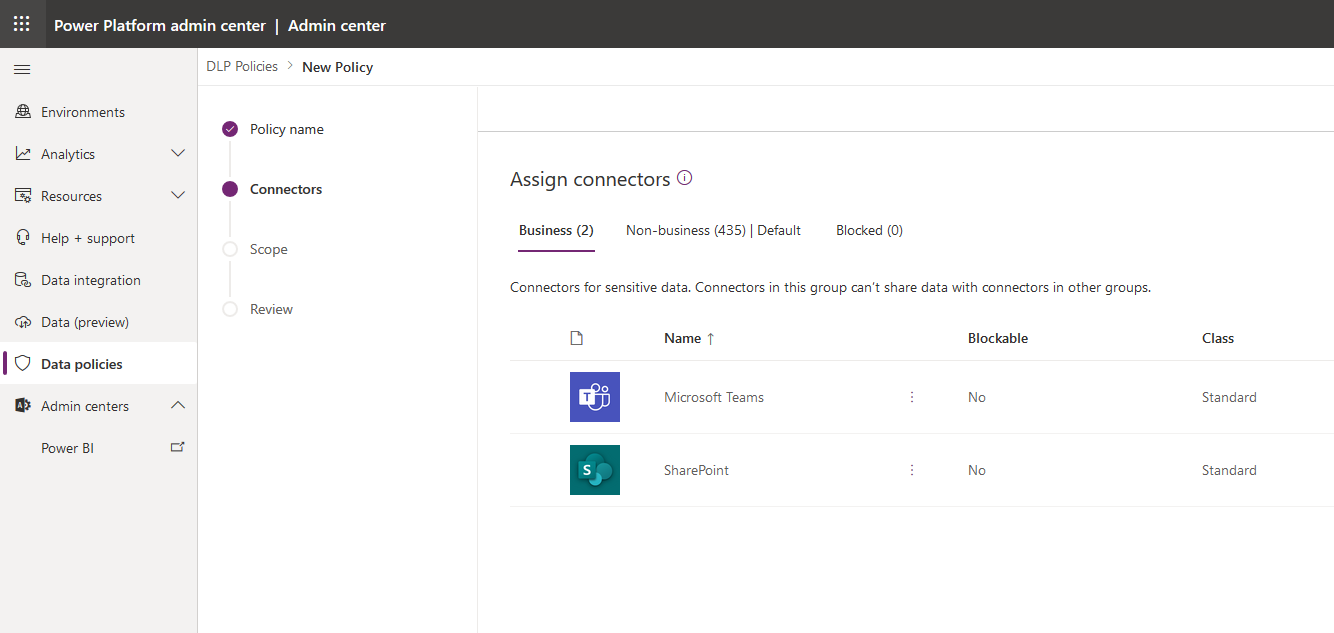 Power Platform admin center | Admin center
DLP Policies > New Policy
Environments
Analytics
Resources
Help + support
Data integration
Data (preview)
Data policies
Admin centers
Power BI
Policy name
Connectors
Scope
Review
Assign connectors
Business (2) Non-business (435) | Default Blocked (0)
Connectors for sensitive data. Connectors in this group can't share data with connectors in other groups.
Name ↑ Blockable Class
Microsoft Teams No Standard
SharePoint No Standard